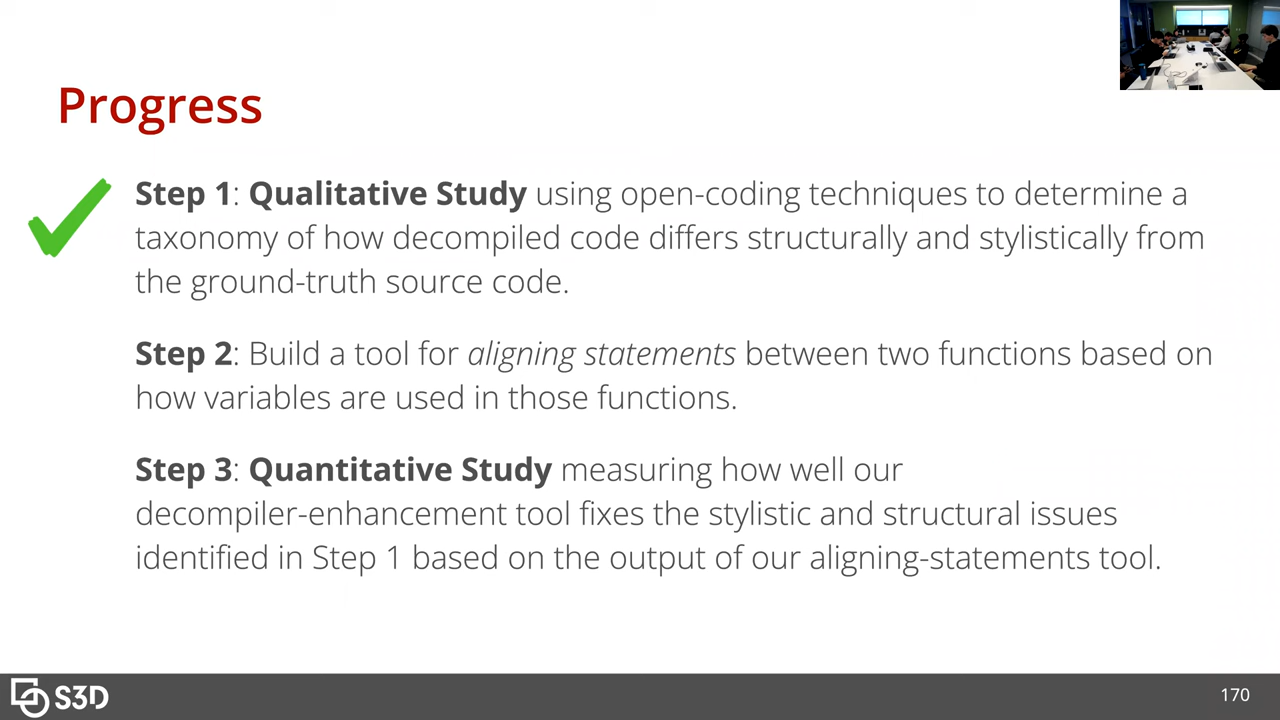 Progress
Step 1: Qualitative Study using open-coding techniques to determine a
taxonomy of how decompiled code differs structurally and stylistically from
the ground-truth source code.
Step 2: Build a tool for aligning statements between two functions based on
how variables are used in those functions.
Step 3: Quantitative Study measuring how well our
decompiler-enhancement tool fixes the stylistic and structural issues
identified in Step 1 based on the output of our aligning-statements tool.
S3D
170